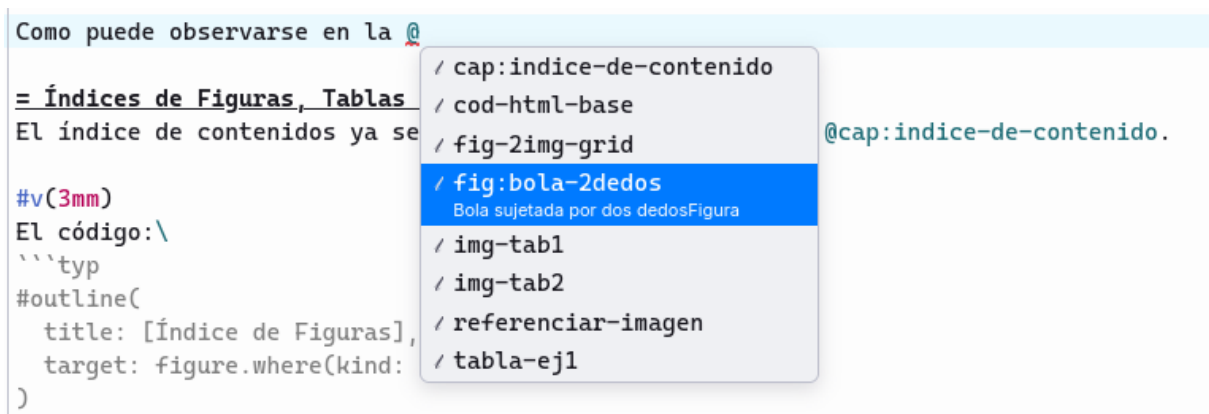 Como puede observarse en la @
cap:indice-de-contenido
= Índices de Figuras, Tablas
cod-html-base
El índice de contenidos ya se
@cap:indice-de-contenido.
fig-2img-grid
fig:bola-2dedos
#v(3mm)
Bola sujetada por dos dedosFigura
El código:\
img-tab1
```typ
img-tab2
#outline(
title: [Índice de Figuras],
referenciar-imagen
target: figure.where(kind:
tabla-ej1
)